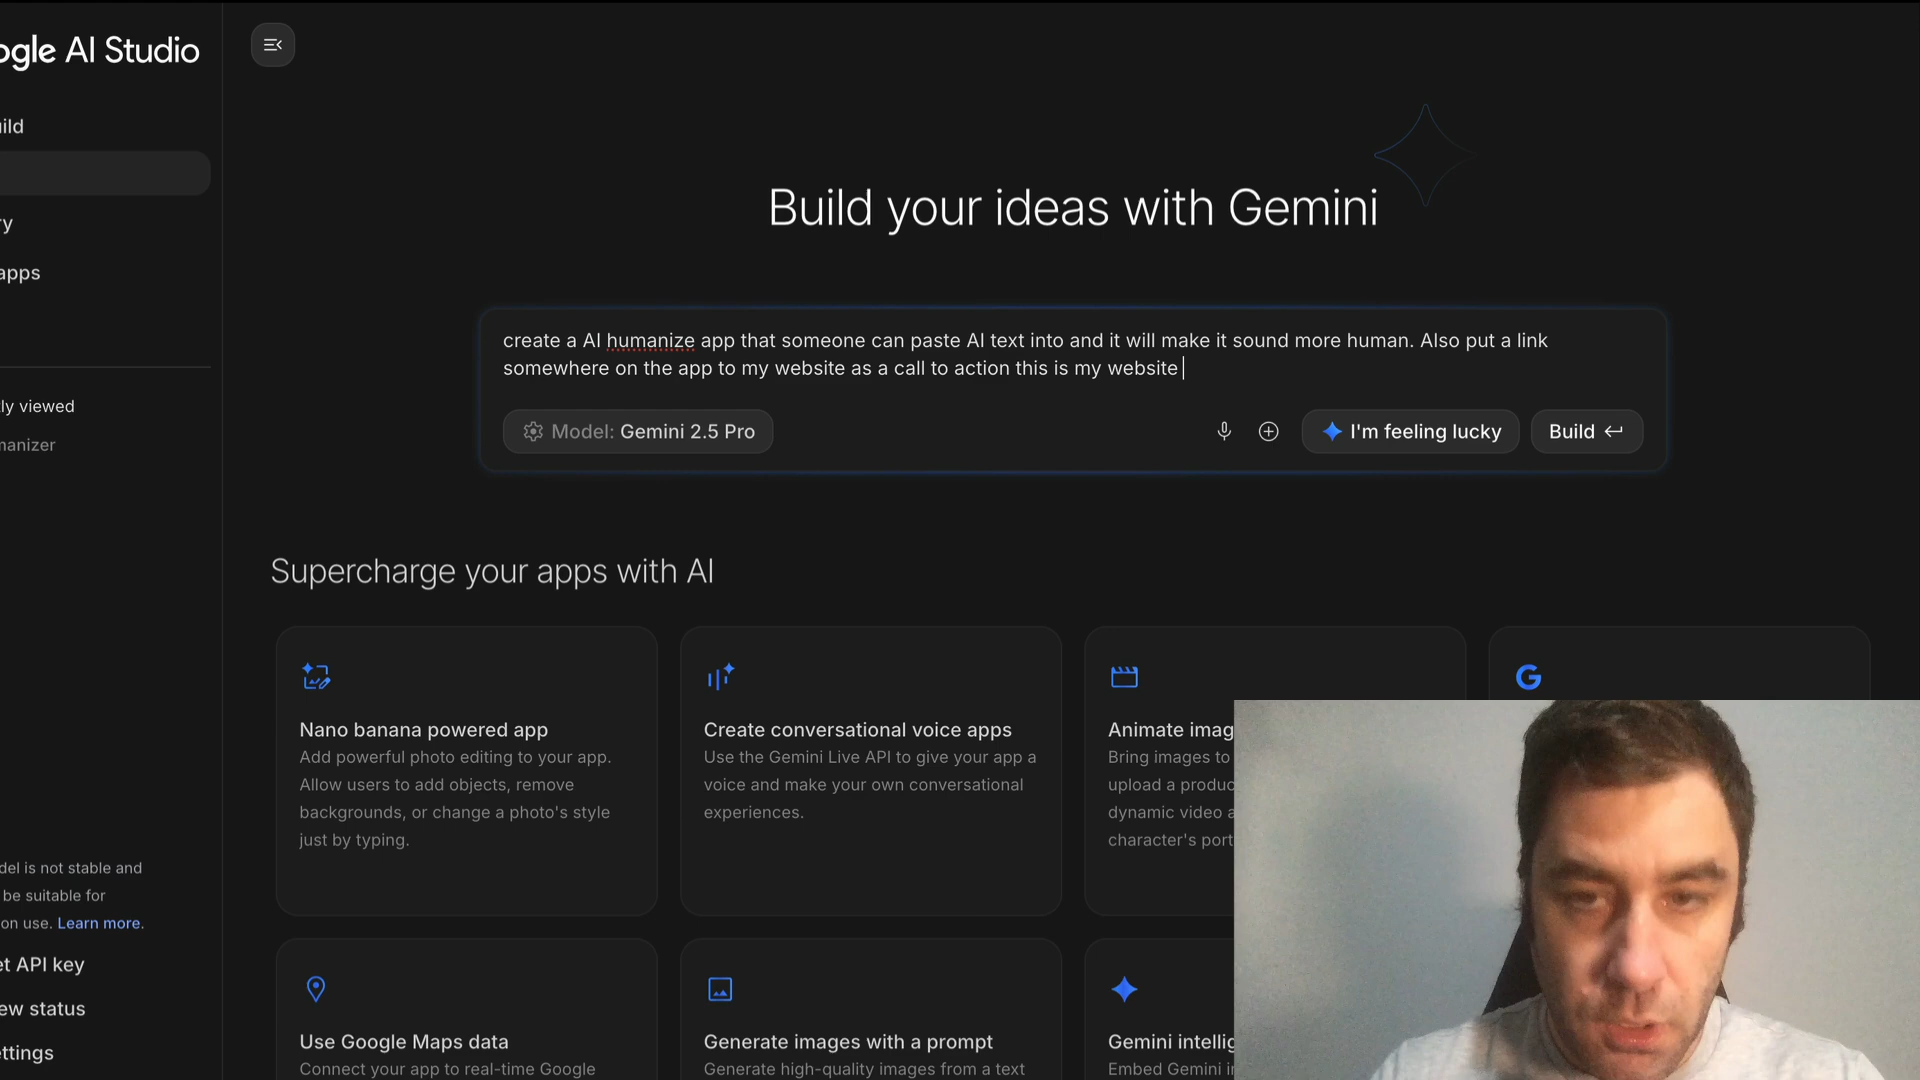 ogle AI Studio
ild
ry
apps
ly viewed
manizer
del is not stable and
be suitable for
on use. Learn more.
et API key
ew status
ettings
Build your ideas with Gemini
create a AI humanize app that someone can paste AI text into and it will make it sound more human. Also put a link
somewhere on the app to my website as a call to action this is my website
Model: Gemini 2.5 Pro
I'm feeling lucky
Build
Supercharge your apps with AI
Nano banana powered app
Add powerful photo editing to your app.
Allow users to add objects, remove
backgrounds, or change a photo's style
just by typing.
Create conversational voice apps
Use the Gemini Live API to give your app a
voice and make your own conversational
experiences.
Animate imag
Bring images to
upload a produc
dynamic video a
character's port
G
Use Google Maps data
Connect your app to real-time Google
Generate images with a prompt
Generate high-quality images from a text
Gemini intellig
Embed Gemini in